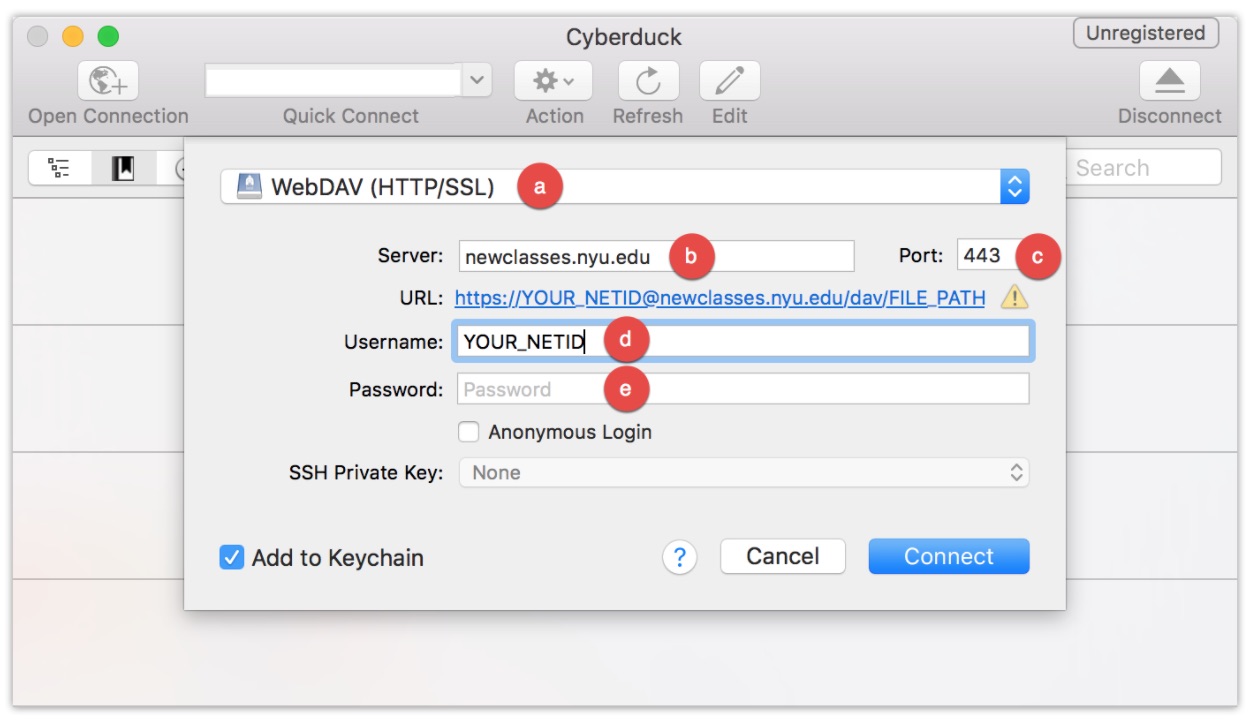 Cyberduck
Unregistered
Open Connection
Quick Connect
Action
Refresh
Edit
Disconnect
Search
WebDAV (HTTP/SSL) a
Server: newclasses.nyu.edu b Port: 443 c
URL: https://YOUR_NETID@newclasses.nyu.edu/dav/FILE_PATH
Username: YOUR_NETID d
Password: Password e
Anonymous Login
SSH Private Key: None
Add to Keychain ? Cancel Connect